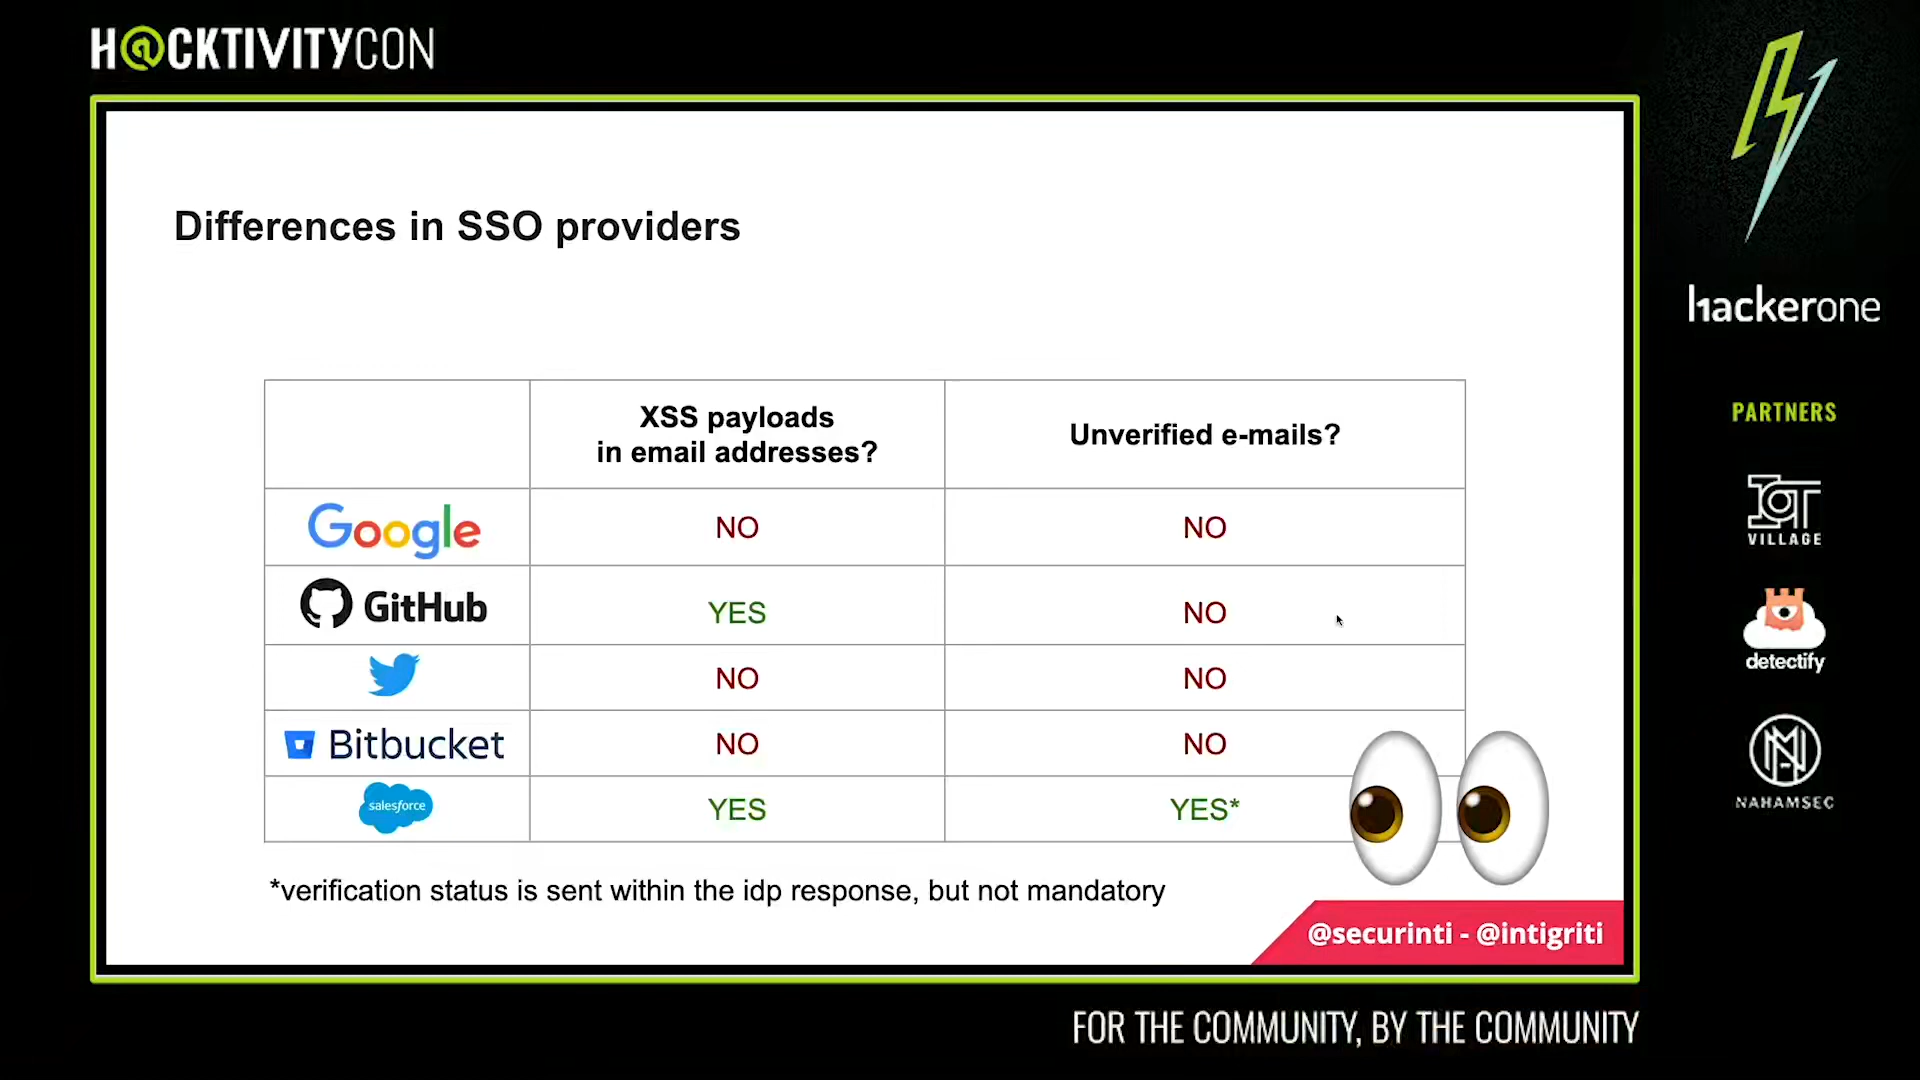 H@CKTIVITYCON
Differences in SSO providers
XSS payloads
in email addresses?
Unverified e-mails?
Google
NO
NO
GitHub
YES
NO
NO
NO
Bitbucket
NO
NO
salesforce
YES
YES*
*verification status is sent within the idp response, but not mandatory
@securinti - @intigriti
FOR THE COMMUNITY, BY THE COMMUNITY
hackerone
PARTNERS
IOT
VILLAGE
detectify
NAHAMSEC